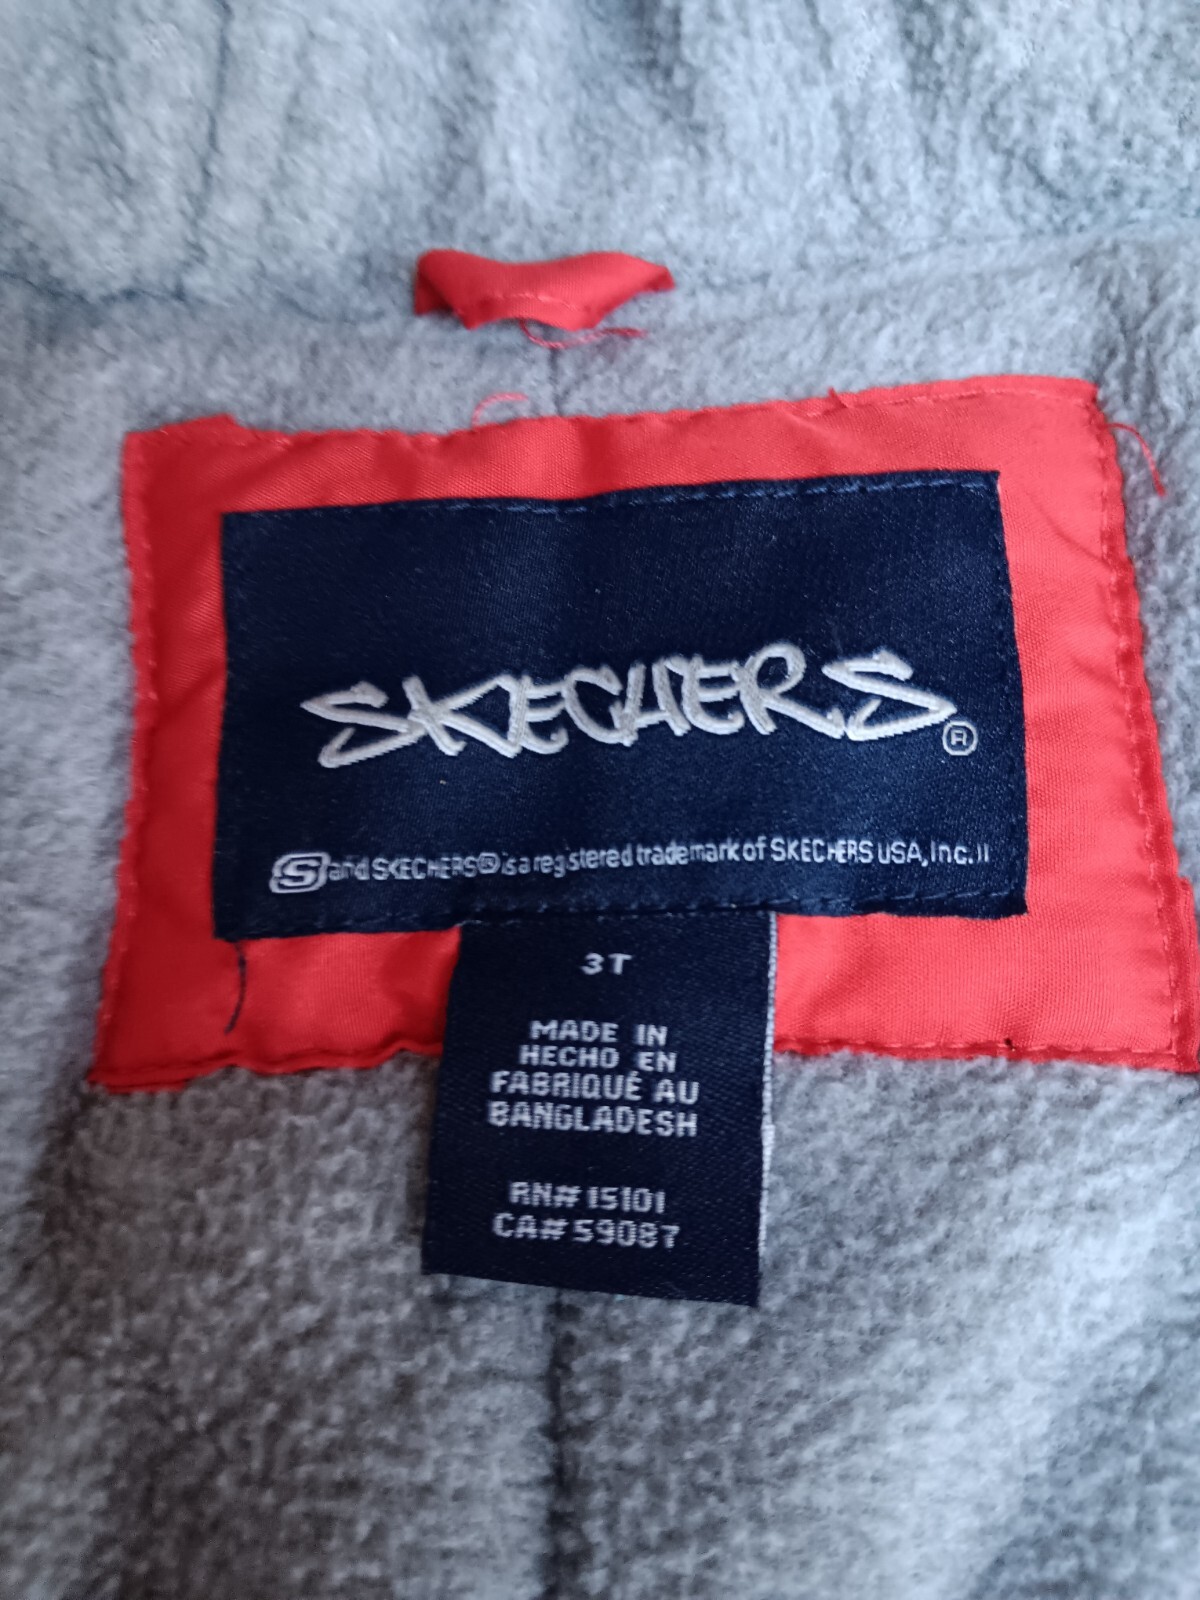 SKECHERS®
S and SKECHERS® is a registered trademark of SKECHERS USA, Inc. II
3T
MADE IN
HECHO EN
FABRIQUÉ AU
BANGLADESH
RN# 15101
CA# 59087